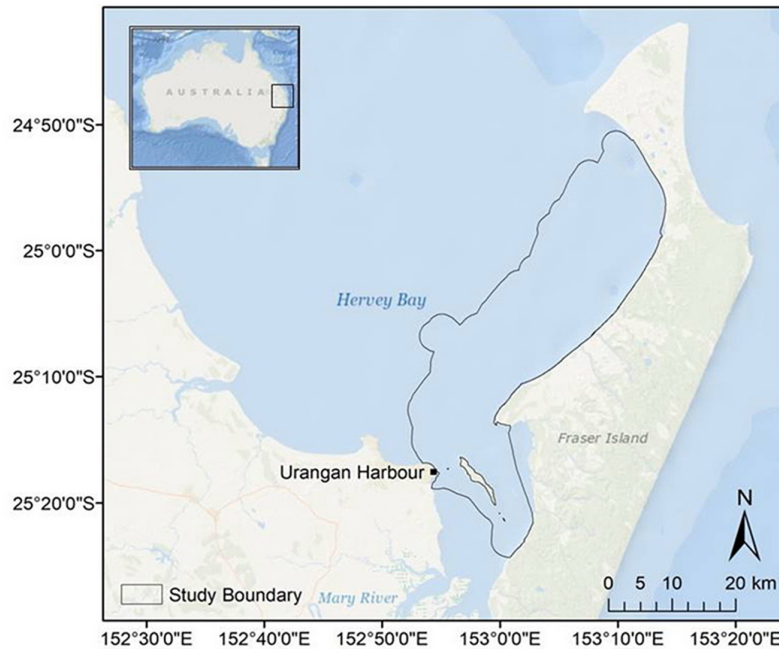 AUSTRALIA
24°50'0"S
25°0'0"S
Hervey Bay
25°10'0"S
Fraser Island
Urangan Harbour
25°20'0"S
N
0 5 10 20 km
Study Boundary
Mary River
152°30'0"E 152°40'0"E 152°50'0"E 153°0'0"E 153°10'0"E 153°20'0"E